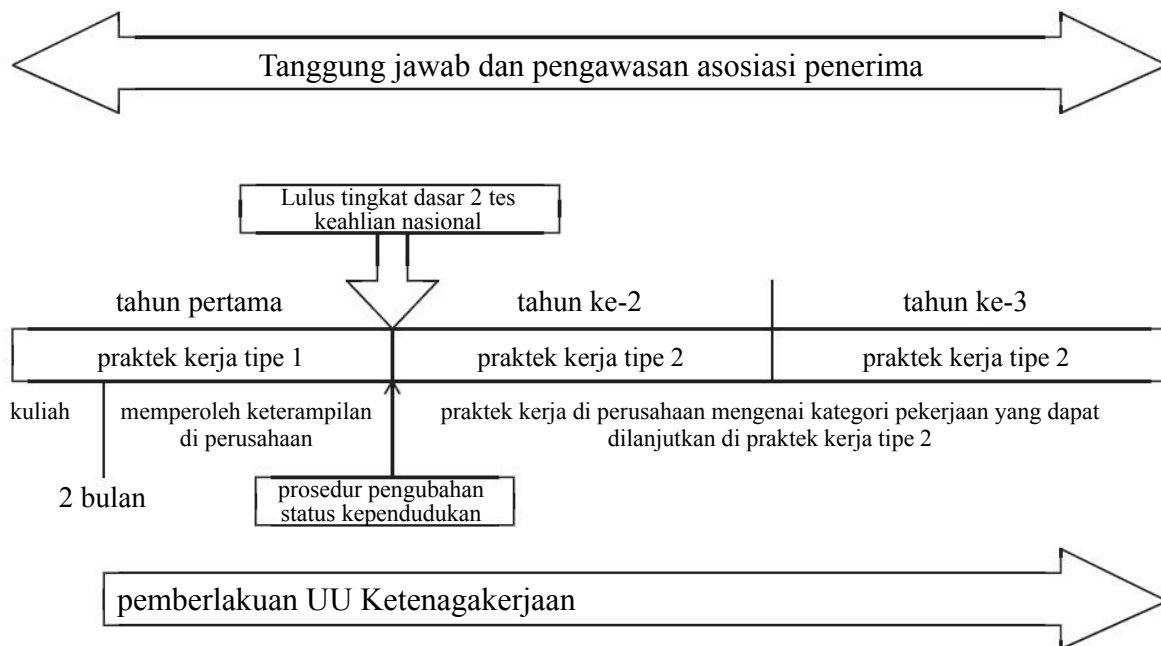 Tanggung jawab dan pengawasan asosiasi penerima
Lulus tingkat dasar 2 tes
keahlian nasional
tahun pertama
tahun ke-2
tahun ke-3
praktek kerja tipe 1
praktek kerja tipe 2
praktek kerja tipe 2
kuliah
memperoleh keterampilan
di perusahaan
praktek kerja di perusahaan mengenai kategori pekerjaan yang dapat
dilanjutkan di praktek kerja tipe 2
2 bulan
prosedur pengubahan
status kependudukan
pemberlakuan UU Ketenagakerjaan